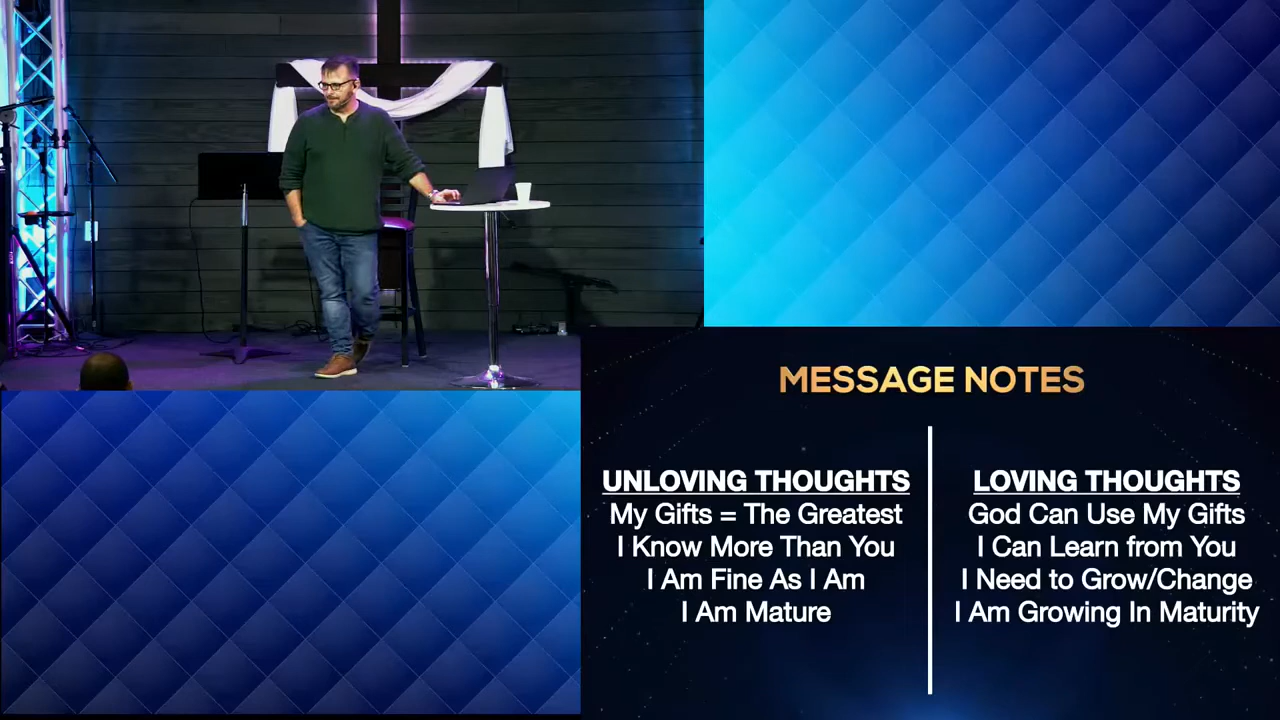 MESSAGE NOTES
UNLOVING THOUGHTS
My Gifts = The Greatest
I Know More Than You
I Am Fine As I Am
I Am Mature
LOVING THOUGHTS
God Can Use My Gifts
I Can Learn from You
I Need to Grow/Change
I Am Growing In Maturity